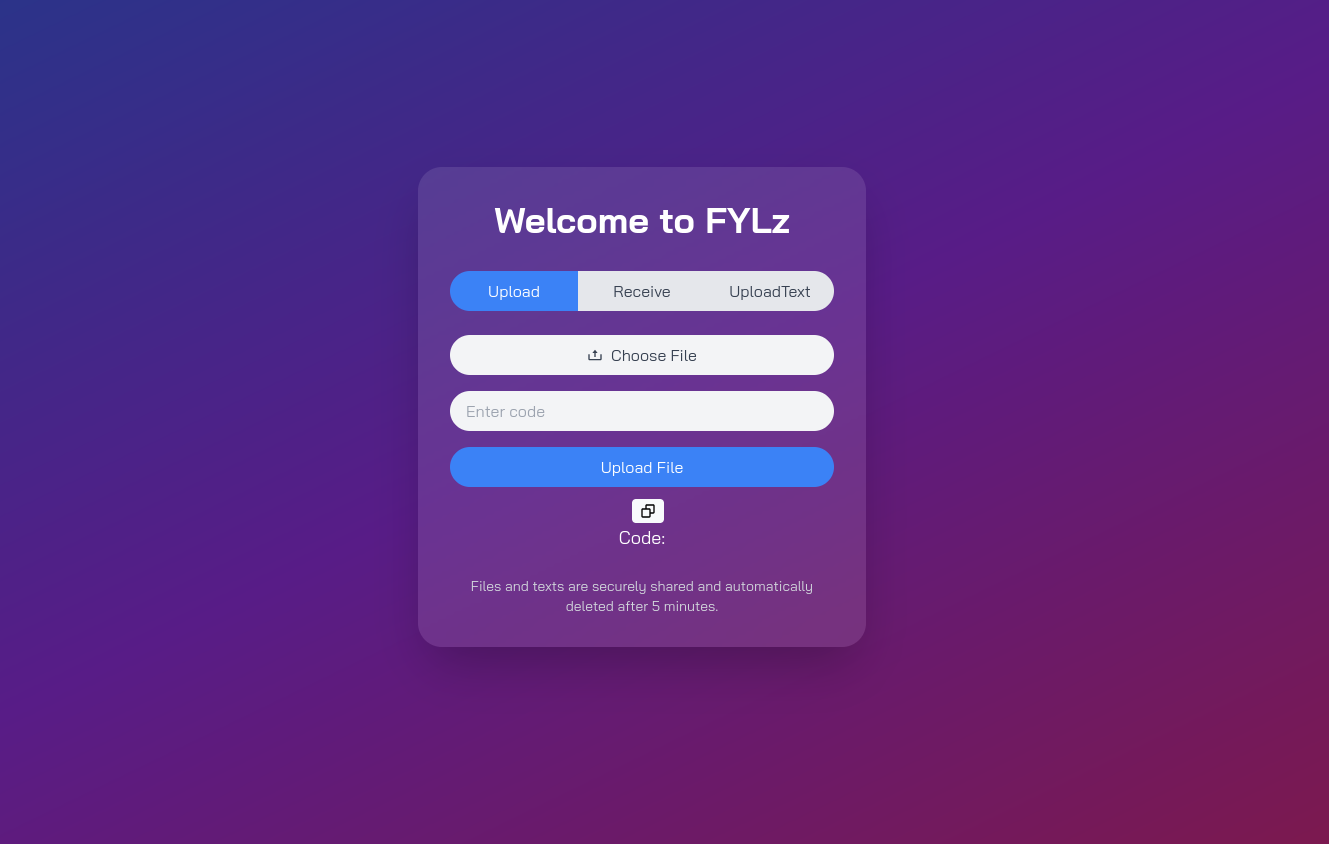 Welcome to FYLz
Upload
Receive
UploadText
Choose File
Enter code
Upload File
Code:
Files and texts are securely shared and automatically
deleted after 5 minutes.